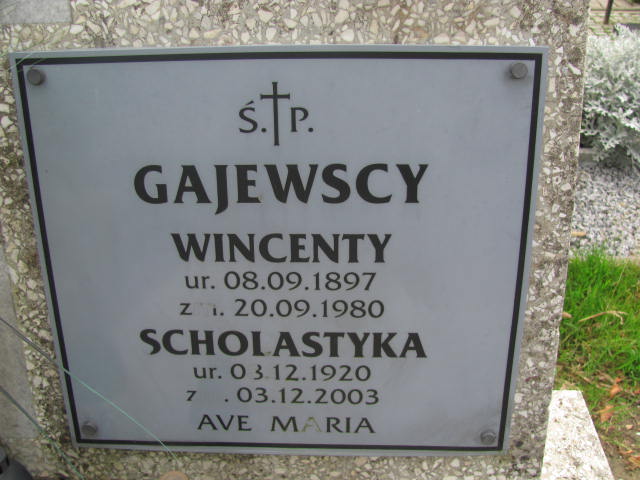 Ś.†P.
GAJEWSCY
WINCENTY
ur. 08.09.1897
zm. 20.09.1980
SCHOLASTYKA
ur. 03.12.1920
z . 03.12.2003
AVE MARIA